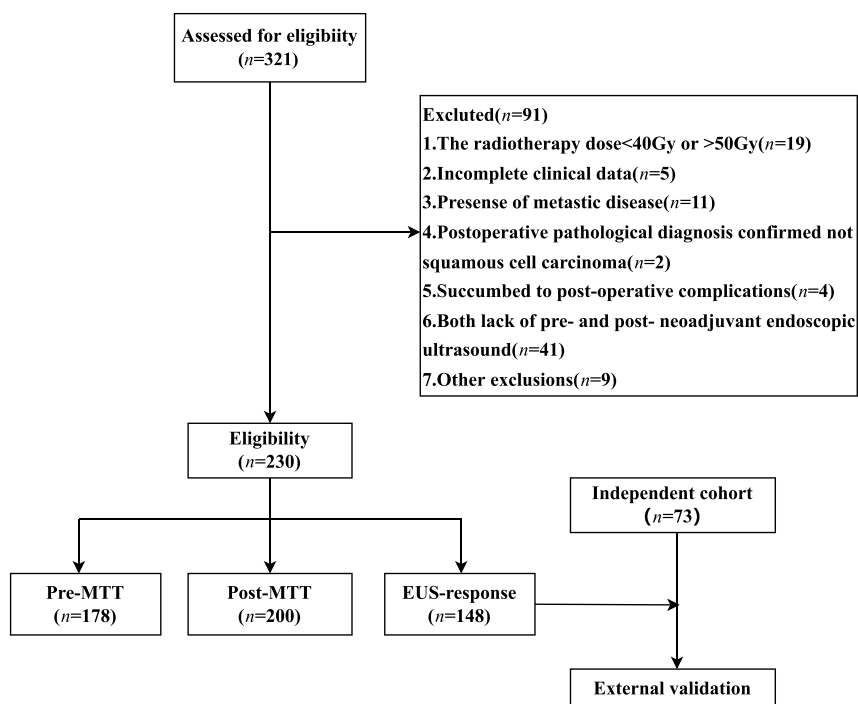 Assessed for eligibiity
(n=321)
Excluted(n=91)
1.The radiotherapy dose<40Gy or >50Gy(n=19)
2.Incomplete clinical data(n=5)
3.Presense of metastic disease(n=11)
4.Postoperative pathological diagnosis confirmed not
squamous cell carcinoma(n=2)
5.Succumbed to post-operative complications(n=4)
6.Both lack of pre- and post- neoadjuvant endoscopic
ultrasound(n=41)
7.Other exclusions(n=9)
Eligibility
(n=230)
Independent cohort
(n=73)
Pre-MTT
(n=178)
Post-MTT
(n=200)
EUS-response
(n=148)
External validation